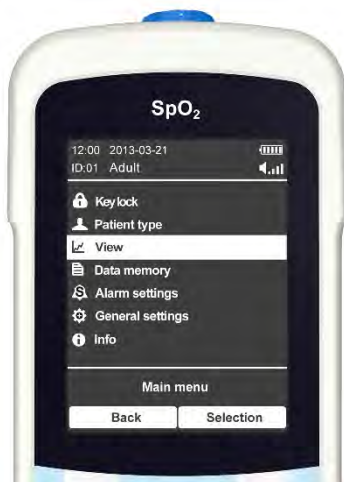 SpO₂
12:00 2013-03-21
ID:01 Adult
Key lock
Patient type
View
Data memory
Alarm settings
General settings
Info
Main menu
Back Selection